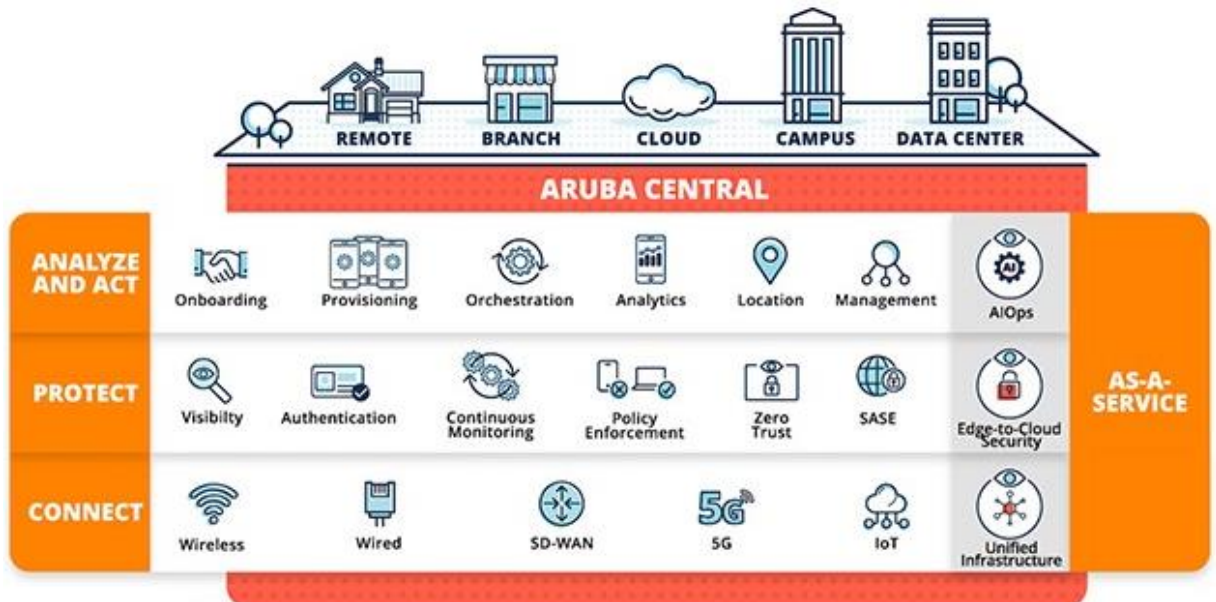 REMOTE
BRANCH
CLOUD
CAMPUS
DATA CENTER
ARUBA CENTRAL
ANALYZE
AND ACT
Onboarding
Provisioning
Orchestration
Analytics
Location
Management
AI
AIOps
PROTECT
Visibilty
Authentication
Continuous
Monitoring
Policy
Enforcement
Zero
Trust
SASE
Edge-to-Cloud
Security
CONNECT
Wireless
Wired
SD-WAN
5G
5G
IoT
Unified
Infrastructure
AS-A-
SERVICE